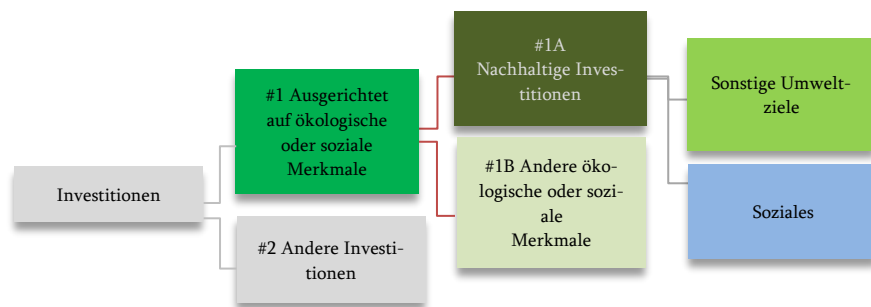 Investitionen
#1 Ausgerichtet
auf ökologische
oder soziale
Merkmale
#2 Andere Investi-
tionen
#1A
Nachhaltige Inves-
titionen
#1B Andere öko-
logische oder sozi-
ale
Merkmale
Sonstige Umwelt-
ziele
Soziales